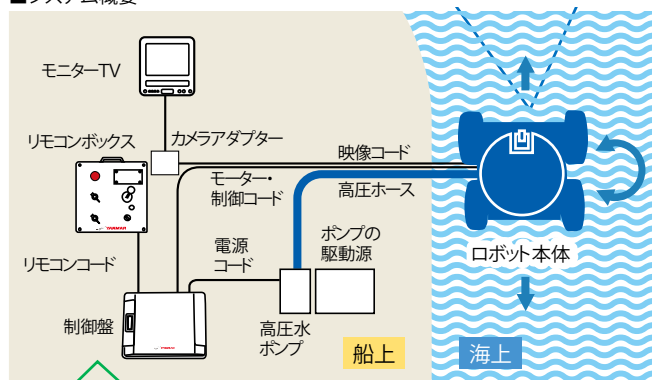 ■システム概要
モニターTV
リモコンボックス
カメラアダプター
映像コード
モーター・
制御コード
高圧ホース
YANMAR
電源
コード
ポンプの
駆動源
ロボット本体
リモコンコード
制御盤
YANMAR
高圧水
ポンプ
船上
海上